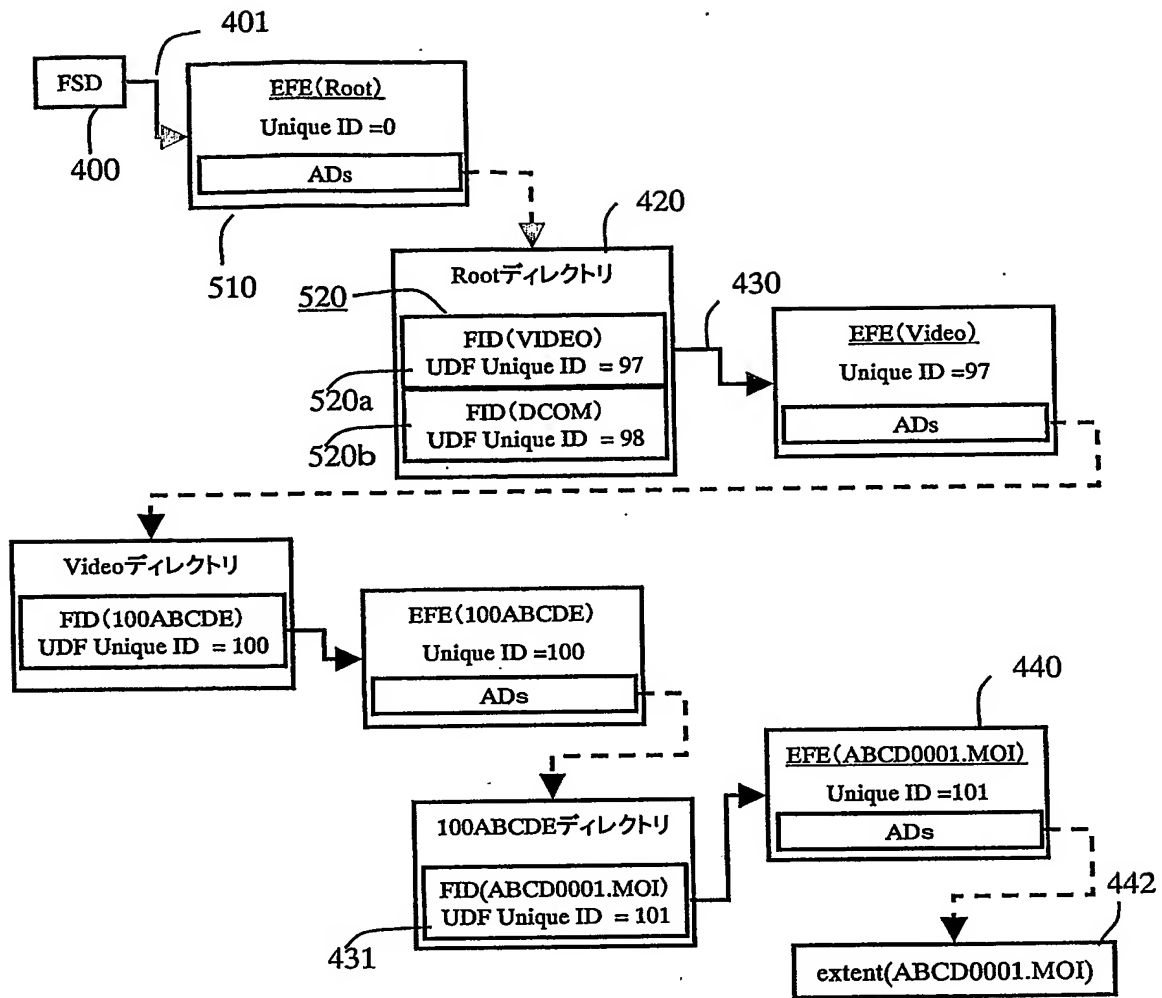 401
FSD
400
EFE(Root)
Unique ID =0
ADs
510
420
Rootディレクトリ
520
FID(VIDEO)
UDF Unique ID = 97
520a
FID(DCOM)
UDF Unique ID = 98
520b
430
EFE(Video)
Unique ID =97
ADs
Videoディレクトリ
FID(100ABCDE)
UDF Unique ID = 100
EFE(100ABCDE)
Unique ID =100
ADs
440
EFE(ABCD0001.MOI)
Unique ID =101
ADs
100ABCDEディレクトリ
FID(ABCD0001.MOI)
UDF Unique ID = 101
431
442
extent(ABCD0001.MOI)